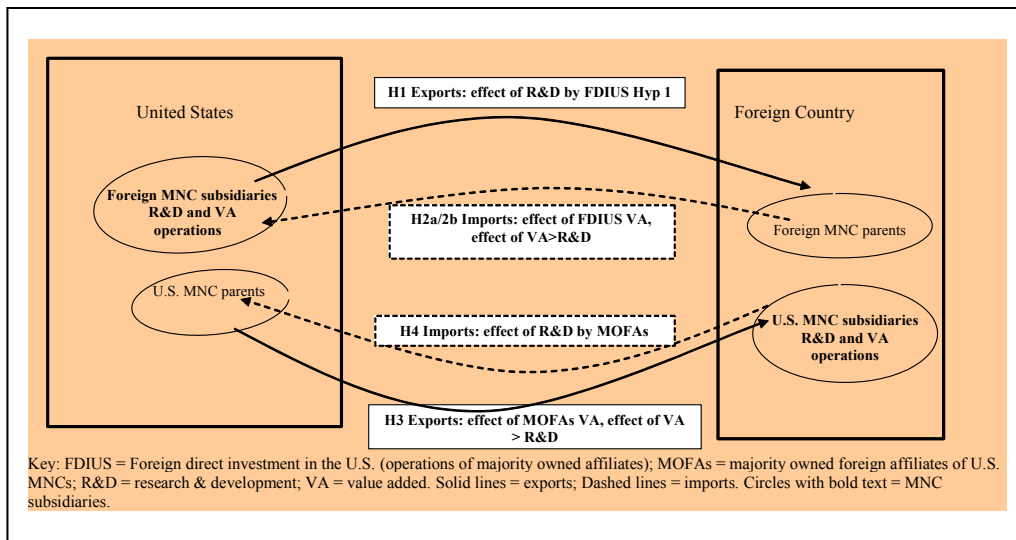 H1 Exports: effect of R&D by FDIUS Hyp 1
United States
Foreign Country
Foreign MNC subsidiaries
R&D and VA
operations
H2a/2b Imports: effect of FDIUS VA,
effect of VA>R&D
Foreign MNC parents
U.S. MNC parents
H4 Imports: effect of R&D by MOFAs
U.S. MNC subsidiaries
R&D and VA
operations
H3 Exports: effect of MOFAs VA, effect of VA
> R&D
Key: FDIUS = Foreign direct investment in the U.S. (operations of majority owned affiliates); MOFAs = majority owned foreign affiliates of U.S.
MNCs; R&D = research & development; VA = value added. Solid lines = exports; Dashed lines = imports. Circles with bold text = MNC
subsidiaries.